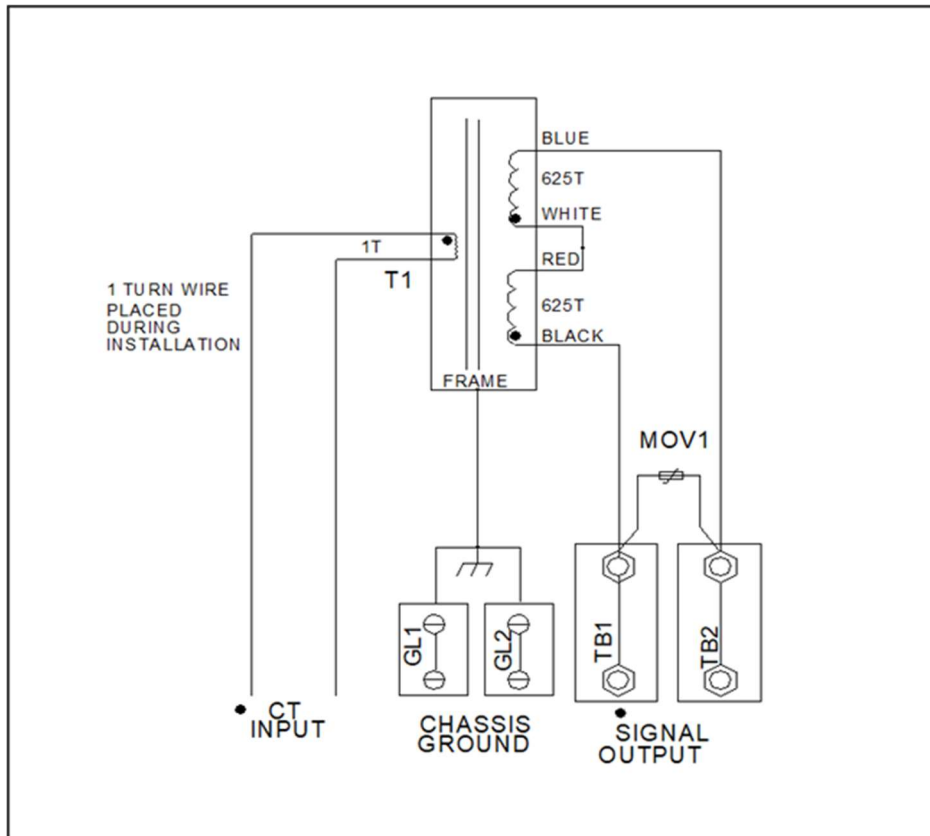 BLUE
625T
WHITE
1T
RED
T1
625T
1 TURN WIRE
PLACED
DURING
INSTALLATION
BLACK
FRAME
MOV1
GL1
GL2
TB1
TB2
CT
INPUT
CHASSIS
GROUND
SIGNAL
OUTPUT